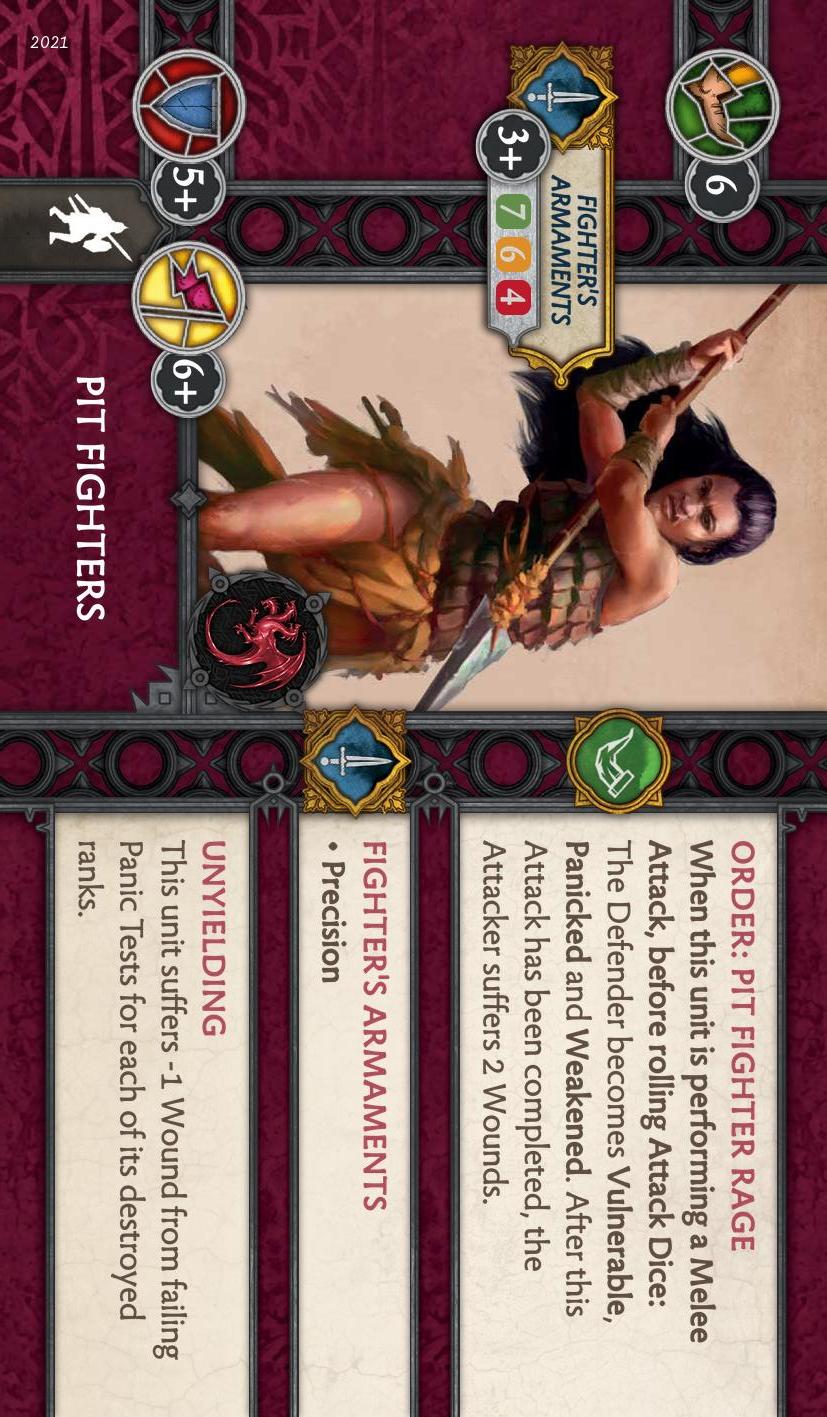 6
FIGHTER'S
ARMAMENTS
3+
7 6 4
5+
6+
PIT FIGHTERS
2021
ORDER: PIT FIGHTER RAGE
When this unit is performing a Melee
Attack, before rolling Attack Dice:
The Defender becomes Vulnerable,
Panicked and Weakened. After this
Attack has been completed, the
Attacker suffers 2 Wounds.
FIGHTER'S ARMAMENTS
• Precision
UNYIELDING
This unit suffers -1 Wound from failing
Panic Tests for each of its destroyed
ranks.